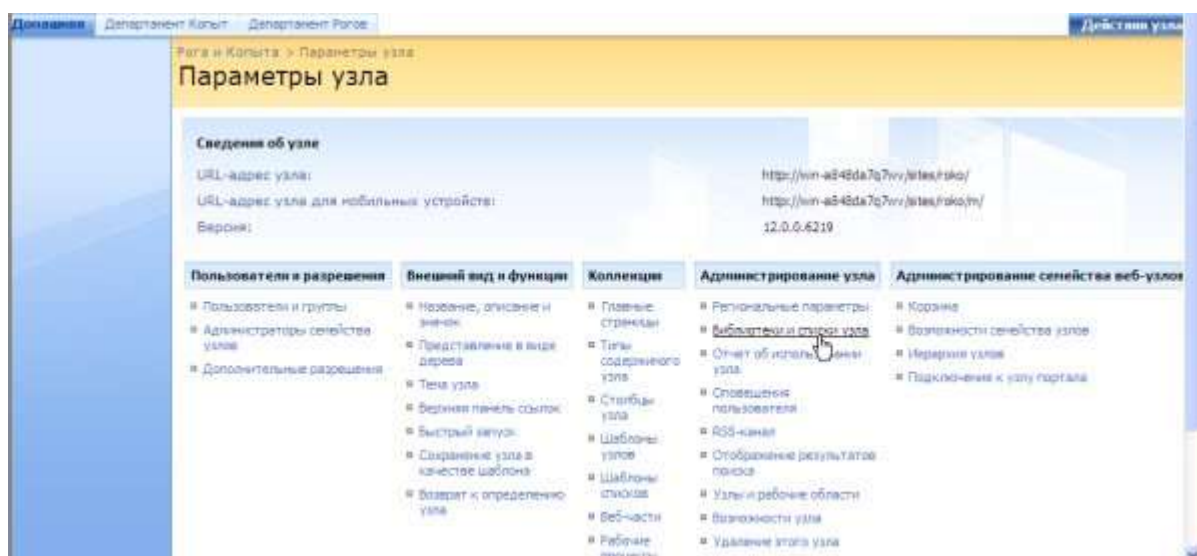 Домашняя Департамент Копыт Департамент Рогов Действия узла
Рога и Копыта > Параметры узла
Параметры узла
Сведения об узле
URL-адрес узла: http://win-a848da7q7wv/sites/roko/
URL-адрес узла для мобильных устройств: http://win-a848da7q7wv/sites/roko/m/
Версия: 12.0.0.6219
Пользователи и разрешения
Пользователи и группы
Администраторы семейства
узлов
Дополнительные разрешения
Внешний вид и функции
Название, описание и
значок
Представление в виде
дерева
Тема узла
Верхняя панель ссылок
Быстрый запуск
Сохранение узла в
качестве шаблона
Возврат к определению
узла
Коллекции
Главные
страницы
Типы
содержимого
узла
Столбцы
узла
Шаблоны
узлов
Шаблоны
списков
Веб-части
Рабочие
Администрирование узла
Региональные параметры
Библиотеки и списки узла
Отчет об использовании
узла
Оповещения
пользователя
RSS-канал
Отображение результатов
поиска
Узлы и рабочие области
Возможности узла
Удаление этого узла
Администрирование семейства веб-узлов
Корзина
Возможности семейства узлов
Иерархия узлов
Подключение к узлу портала